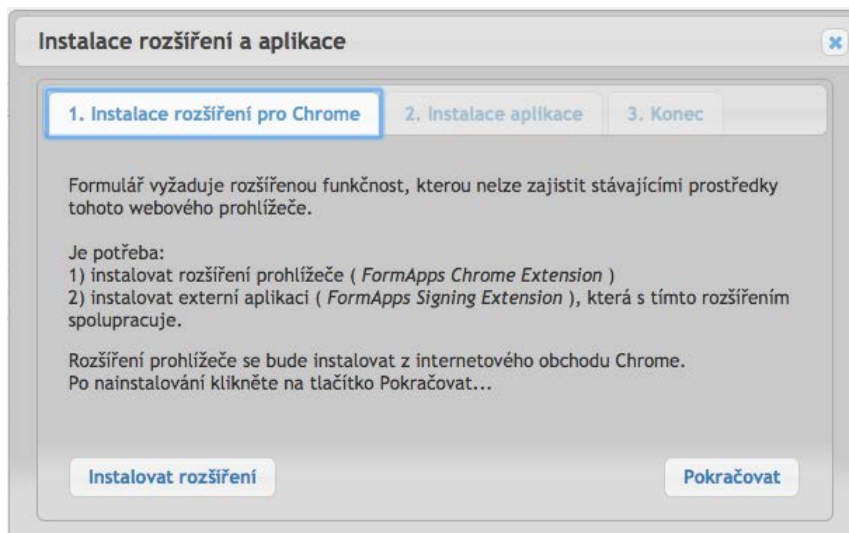 Instalace rozšíření a aplikace
1. Instalace rozšíření pro Chrome
2. Instalace aplikace
3. Konec
Formulář vyžaduje rozšířenou funkčnost, kterou nelze zajistit stávajícími prostředky
tohoto webového prohlížeče.
Je potřeba:
1) instalovat rozšíření prohlížeče ( FormApps Chrome Extension )
2) instalovat externí aplikaci ( FormApps Signing Extension ), která s tímto rozšířením
spolupracuje.
Rozšíření prohlížeče se bude instalovat z internetového obchodu Chrome.
Po nainstalování klikněte na tlačítko Pokračovat...
Instalovat rozšíření
Pokračovat